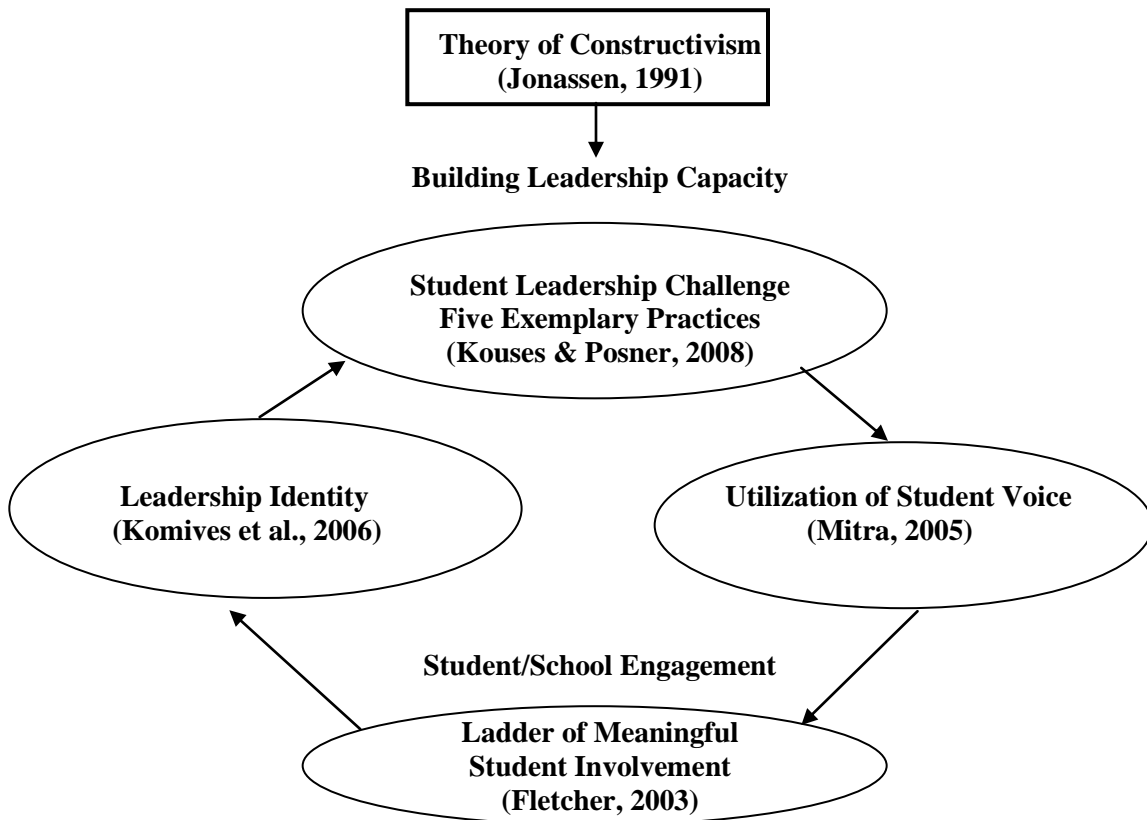 Theory of Constructivism
(Jonassen, 1991)
Building Leadership Capacity
Student Leadership Challenge
Five Exemplary Practices
(Kouses & Posner, 2008)
Leadership Identity
(Komives et al., 2006)
Utilization of Student Voice
(Mitra, 2005)
Student/School Engagement
Ladder of Meaningful
Student Involvement
(Fletcher, 2003)